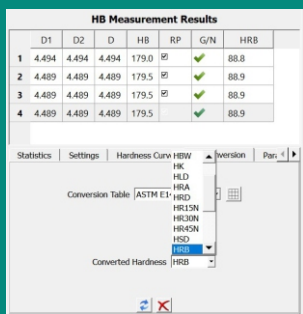 HB Measurement Results
D1 D2 D HB RP G/N HRB
1 4.494 4.494 4.494 179.0 88.8
2 4.489 4.489 4.489 179.5 88.9
3 4.489 4.489 4.489 179.5 88.9
4 4.489 4.489 4.489 179.5 88.9
Statistics Settings Hardness Curv version Para
HBW
HK
HLD
HRA
HRD
HR15N
HR30N
HR45N
HSD
HRB
Conversion Table ASTM E1
Converted Hardness HRB